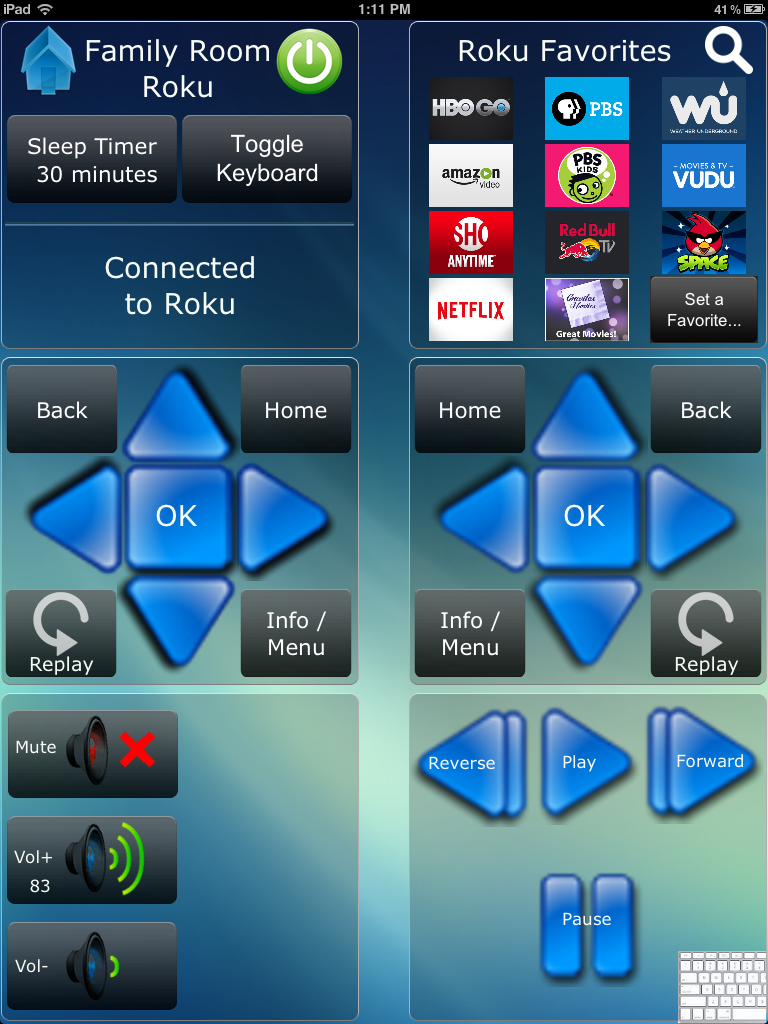 iPad
1:11 PM
41%
Family Room
Roku
Sleep Timer
30 minutes
Toggle
Keyboard
Connected
to Roku
Roku Favorites
HBO GO
PBS
WU
WEATHER UNDERGROUND
amazon
video
PBS
KIDS
- MOVIES & TV -
VUDU
SHO
ANYTIME
Red Bull
TV
SPACE
NETFLIX
Gravitas
Movies
Great Movies!
Set a
Favorite...
Back
Home
OK
Replay
Info /
Menu
Home
Back
OK
Info /
Menu
Replay
Mute
Vol+
83
Vol-
Reverse
Play
Forward
Pause